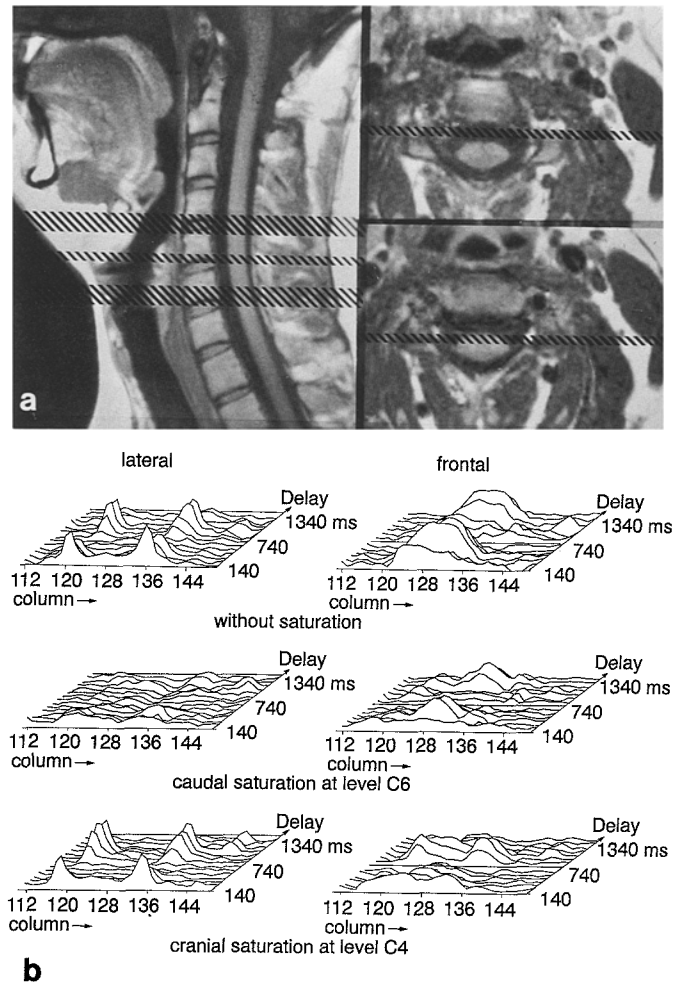 a
lateral
frontal
Delay
1340 ms
740
140
112 120 128 136 144
column→
Delay
1340 ms
740
140
112 120 128 136 144
column→
without saturation
Delay
1340 ms
740
140
112 120 128 136 144
column→
Delay
1340 ms
740
140
112 120 128 136 144
column→
caudal saturation at level C6
Delay
1340 ms
740
140
112 120 128 136 144
column→
Delay
1340 ms
740
140
112 120 128 136 144
column→
cranial saturation at level C4
b